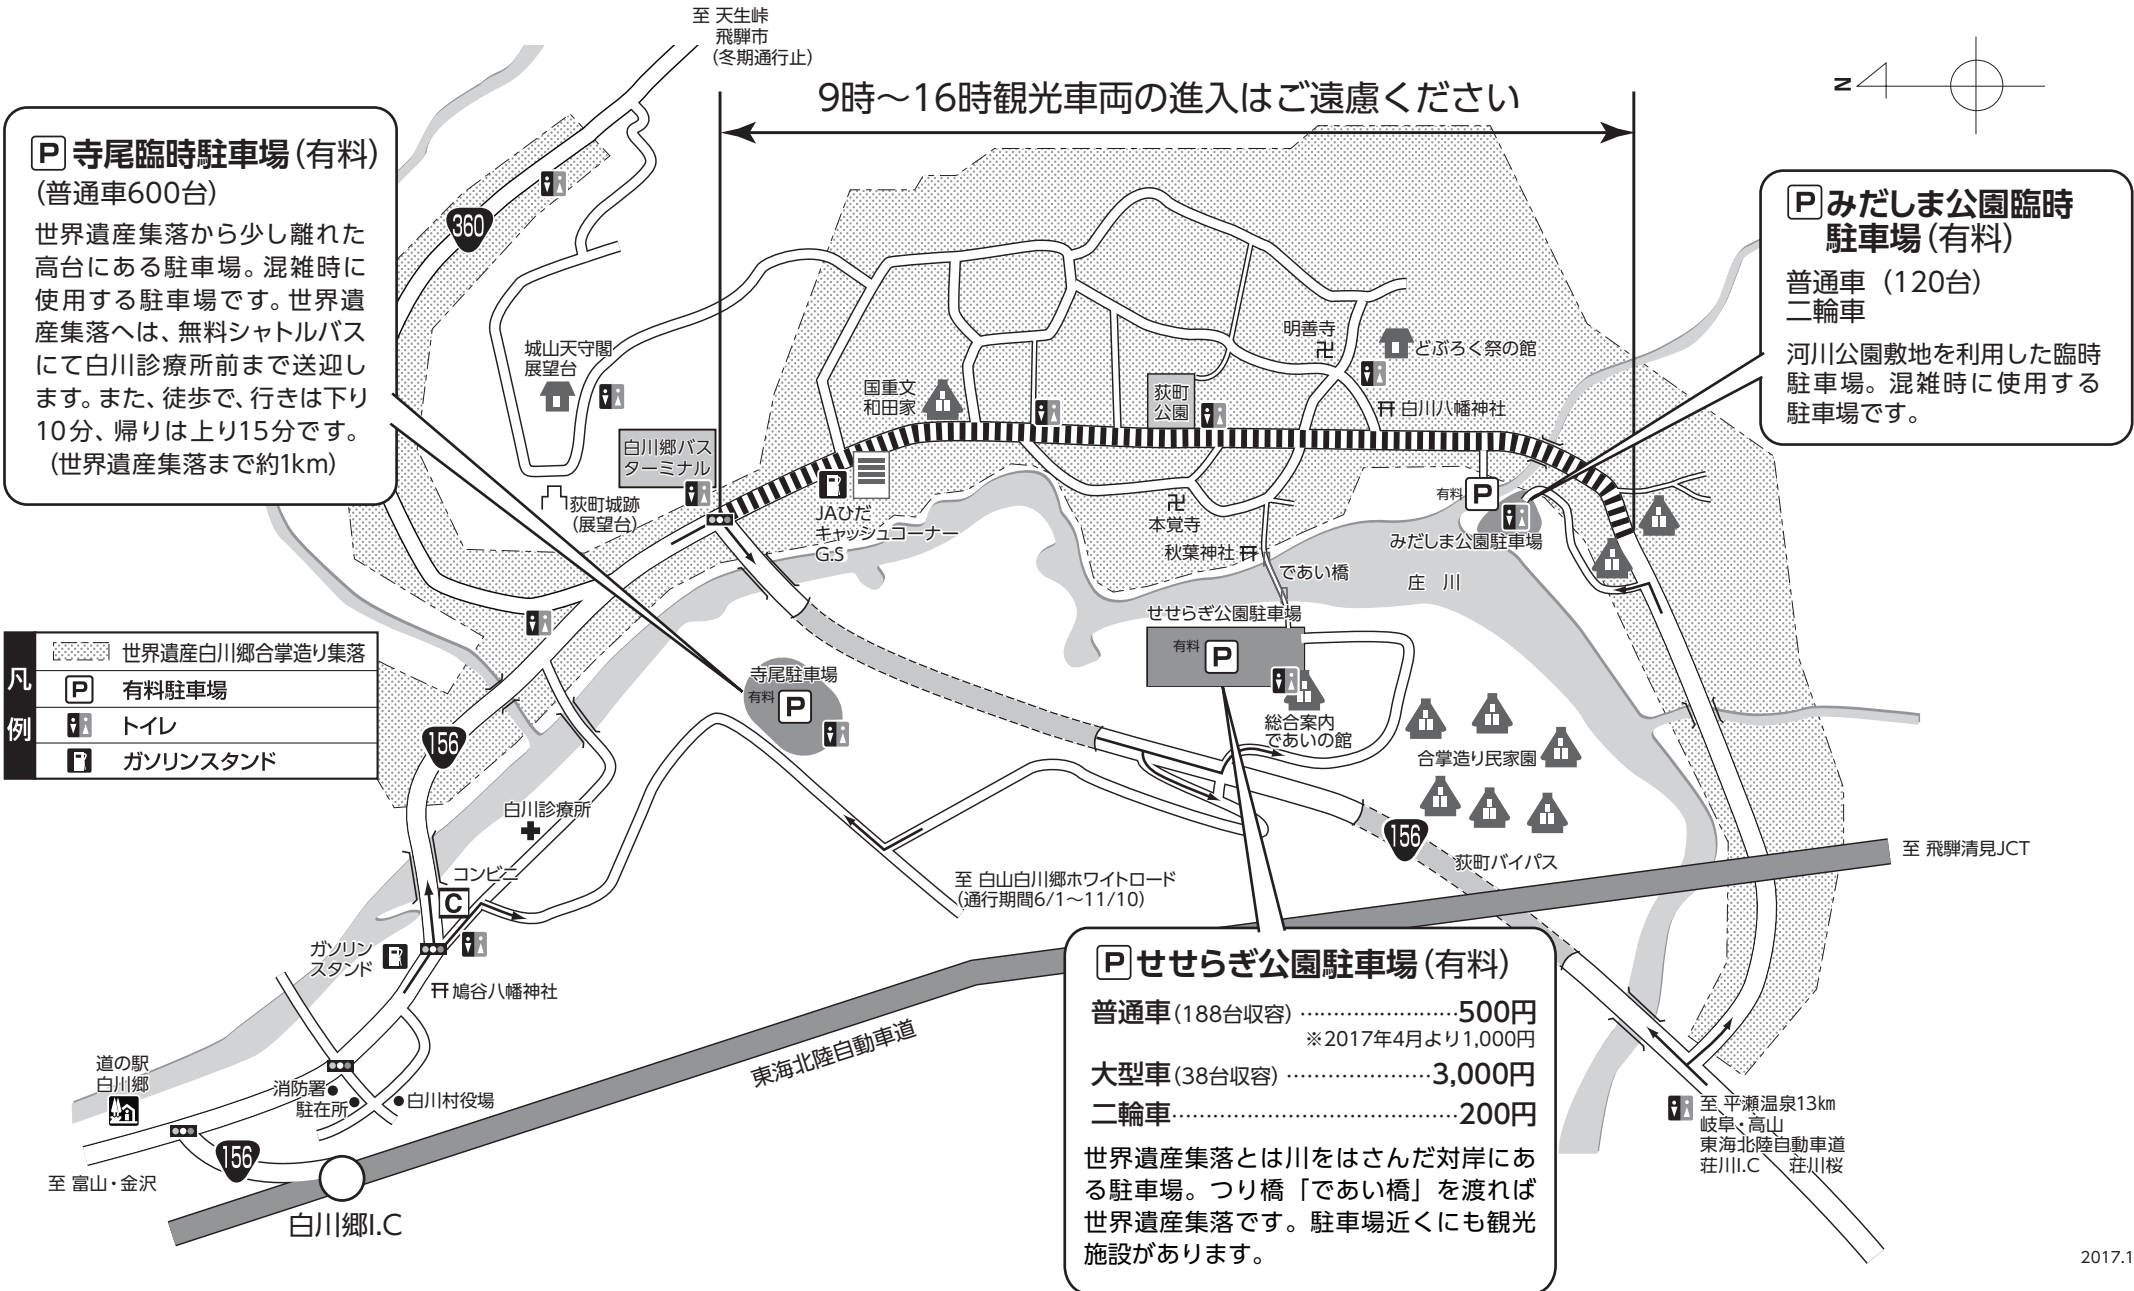 至 天生峠
飛騨市
(冬期通行止)
9時～16時観光車両の進入はご遠慮ください
N
P 寺尾臨時駐車場(有料)
(普通車600台)
世界遺産集落から少し離れた
高台にある駐車場。混雑時に
使用する駐車場です。世界遺
産集落へは、無料シャトルバス
にて白川診療所前まで送迎し
ます。また、徒歩で、行きは下り
10分、帰りは上り15分です。
(世界遺産集落まで約1km)
P みだしま公園臨時
駐車場(有料)
普通車 (120台)
二輪車
河川公園敷地を利用した臨時
駐車場。混雑時に使用する
駐車場です。
360
城山天守閣
展望台
荻町城跡
(展望台)
白川郷バス
ターミナル
国重文
和田家
荻町
公園
明善寺
どぶろく祭の館
白川八幡神社
JAひだ
キャッシュコーナー
G.S
本覚寺
秋葉神社
であい橋
有料 P
みだしま公園駐車場
庄 川
せせらぎ公園駐車場
有料 P
総合案内
であいの館
合掌造り民家園
寺尾駐車場
有料 P
凡例
世界遺産白川郷合掌造り集落
P 有料駐車場
トイレ
ガソリンスタンド
156
白川診療所
コンビニ
C
ガソリン
スタンド
鳩谷八幡神社
至 白山白川郷ホワイトロード
(通行期間6/1～11/10)
156
荻町バイパス
至 飛騨清見JCT
東海北陸自動車道
道の駅
白川郷
消防署
駐在所
白川村役場
156
至 富山・金沢
白川郷I.C
P せせらぎ公園駐車場(有料)
普通車(188台収容)……………………500円
※2017年4月より1,000円
大型車(38台収容)…………………3,000円
二輪車……………………………………200円
世界遺産集落とは川をはさんだ対岸にあ
る駐車場。つり橋「であい橋」を渡れば
世界遺産集落です。駐車場近くにも観光
施設があります。
至 平瀬温泉13km
岐阜・高山
東海北陸自動車道
荘川I.C 荘川桜
2017.1